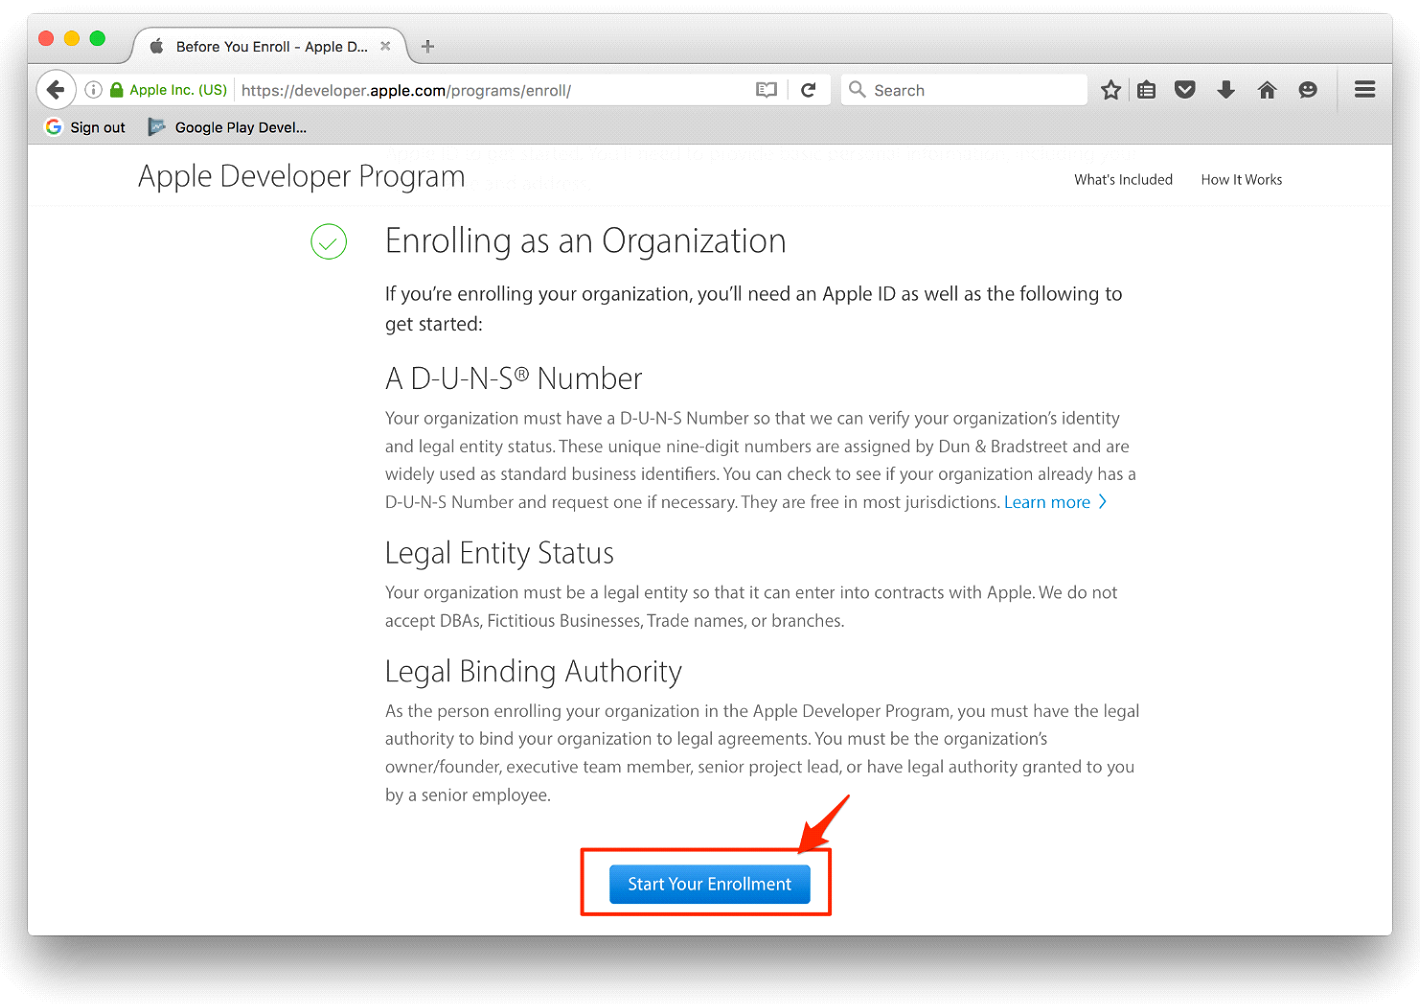 Before You Enroll - Apple D...
Apple Inc. (US) https://developer.apple.com/programs/enroll/ Search
Sign out Google Play Devel...
Apple Developer Program What's Included How It Works
Enrolling as an Organization
If you're enrolling your organization, you'll need an Apple ID as well as the following to
get started:
A D-U-N-S® Number
Your organization must have a D-U-N-S Number so that we can verify your organization's identity
and legal entity status. These unique nine-digit numbers are assigned by Dun & Bradstreet and are
widely used as standard business identifiers. You can check to see if your organization already has a
D-U-N-S Number and request one if necessary. They are free in most jurisdictions. Learn more
Legal Entity Status
Your organization must be a legal entity so that it can enter into contracts with Apple. We do not
accept DBAs, Fictitious Businesses, Trade names, or branches.
Legal Binding Authority
As the person enrolling your organization in the Apple Developer Program, you must have the legal
authority to bind your organization to legal agreements. You must be the organization's
owner/founder, executive team member, senior project lead, or have legal authority granted to you
by a senior employee.
Start Your Enrollment